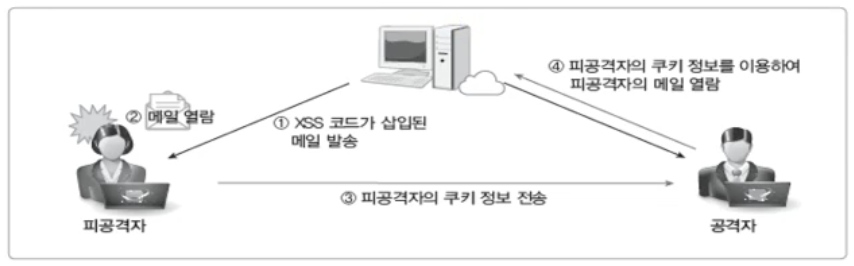 ④ 피공격자의 쿠키 정보를 이용하여
피공격자의 메일 열람
② 메일 열람
① XSS 코드가 삽입된
메일 발송
③ 피공격자의 쿠키 정보 전송
피공격자
공격자